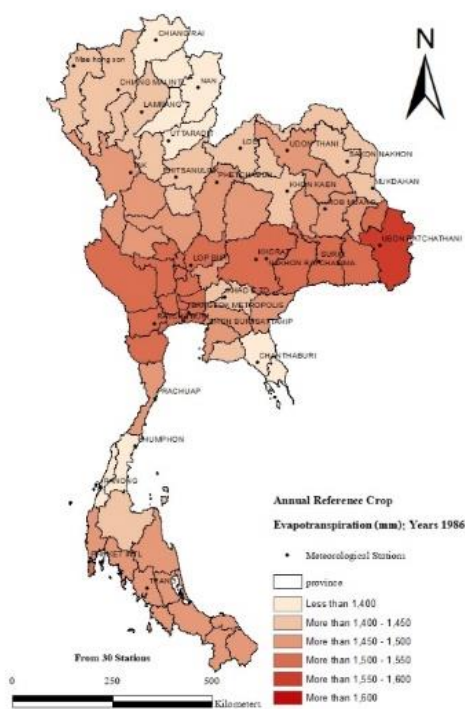 CHIANG RAI
N
Mae hong son
CHIANG MAI INTL
NAN
LAMPANG
UTTARADIT
LOEI
UDON THANI
SAKON NAKHON
TAK
PHITSANULOK
PHETCHABUN
KHON KAEN
MUKDAHAN
UBON RATCHATHANI
LOP BURI
KHORAT
NAKHON RATCHASIMA
SURIN
BANGKOK METROPOLIS
CHANTHABURI
PRACHUAP
CHUMPHON
RANONG
TRANG
Annual Reference Crop
Evapotranspiration (mm); Years 1986
Meteorological Stations
province
Less than 1,400
More than 1,400 - 1,450
More than 1,450 - 1,500
More than 1,500 - 1,550
More than 1,550 - 1,600
More than 1,600
From 30 Stations
0 250 500
Kilometers